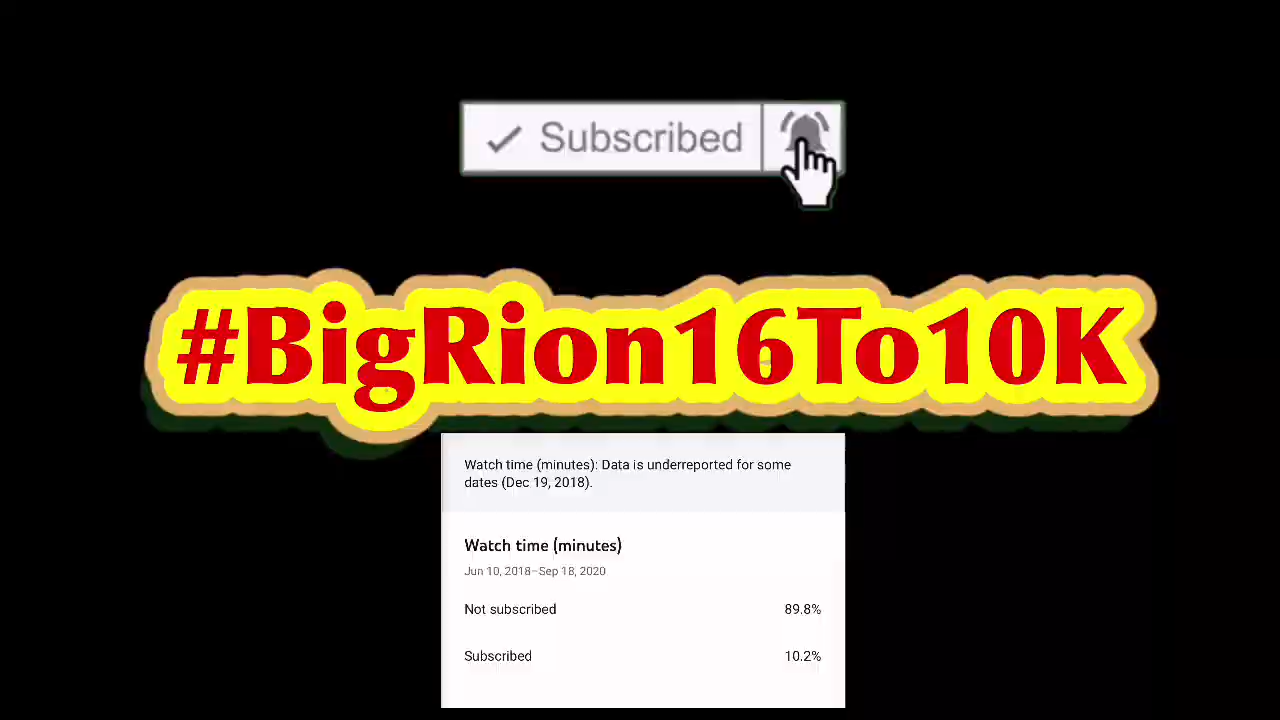 Subscribed
#BigRion16To10K
Watch time (minutes): Data is underreported for some
dates (Dec 19, 2018).
Watch time (minutes)
Jun 10, 2018–Sep 18, 2020
Not subscribed 89.8%
Subscribed 10.2%